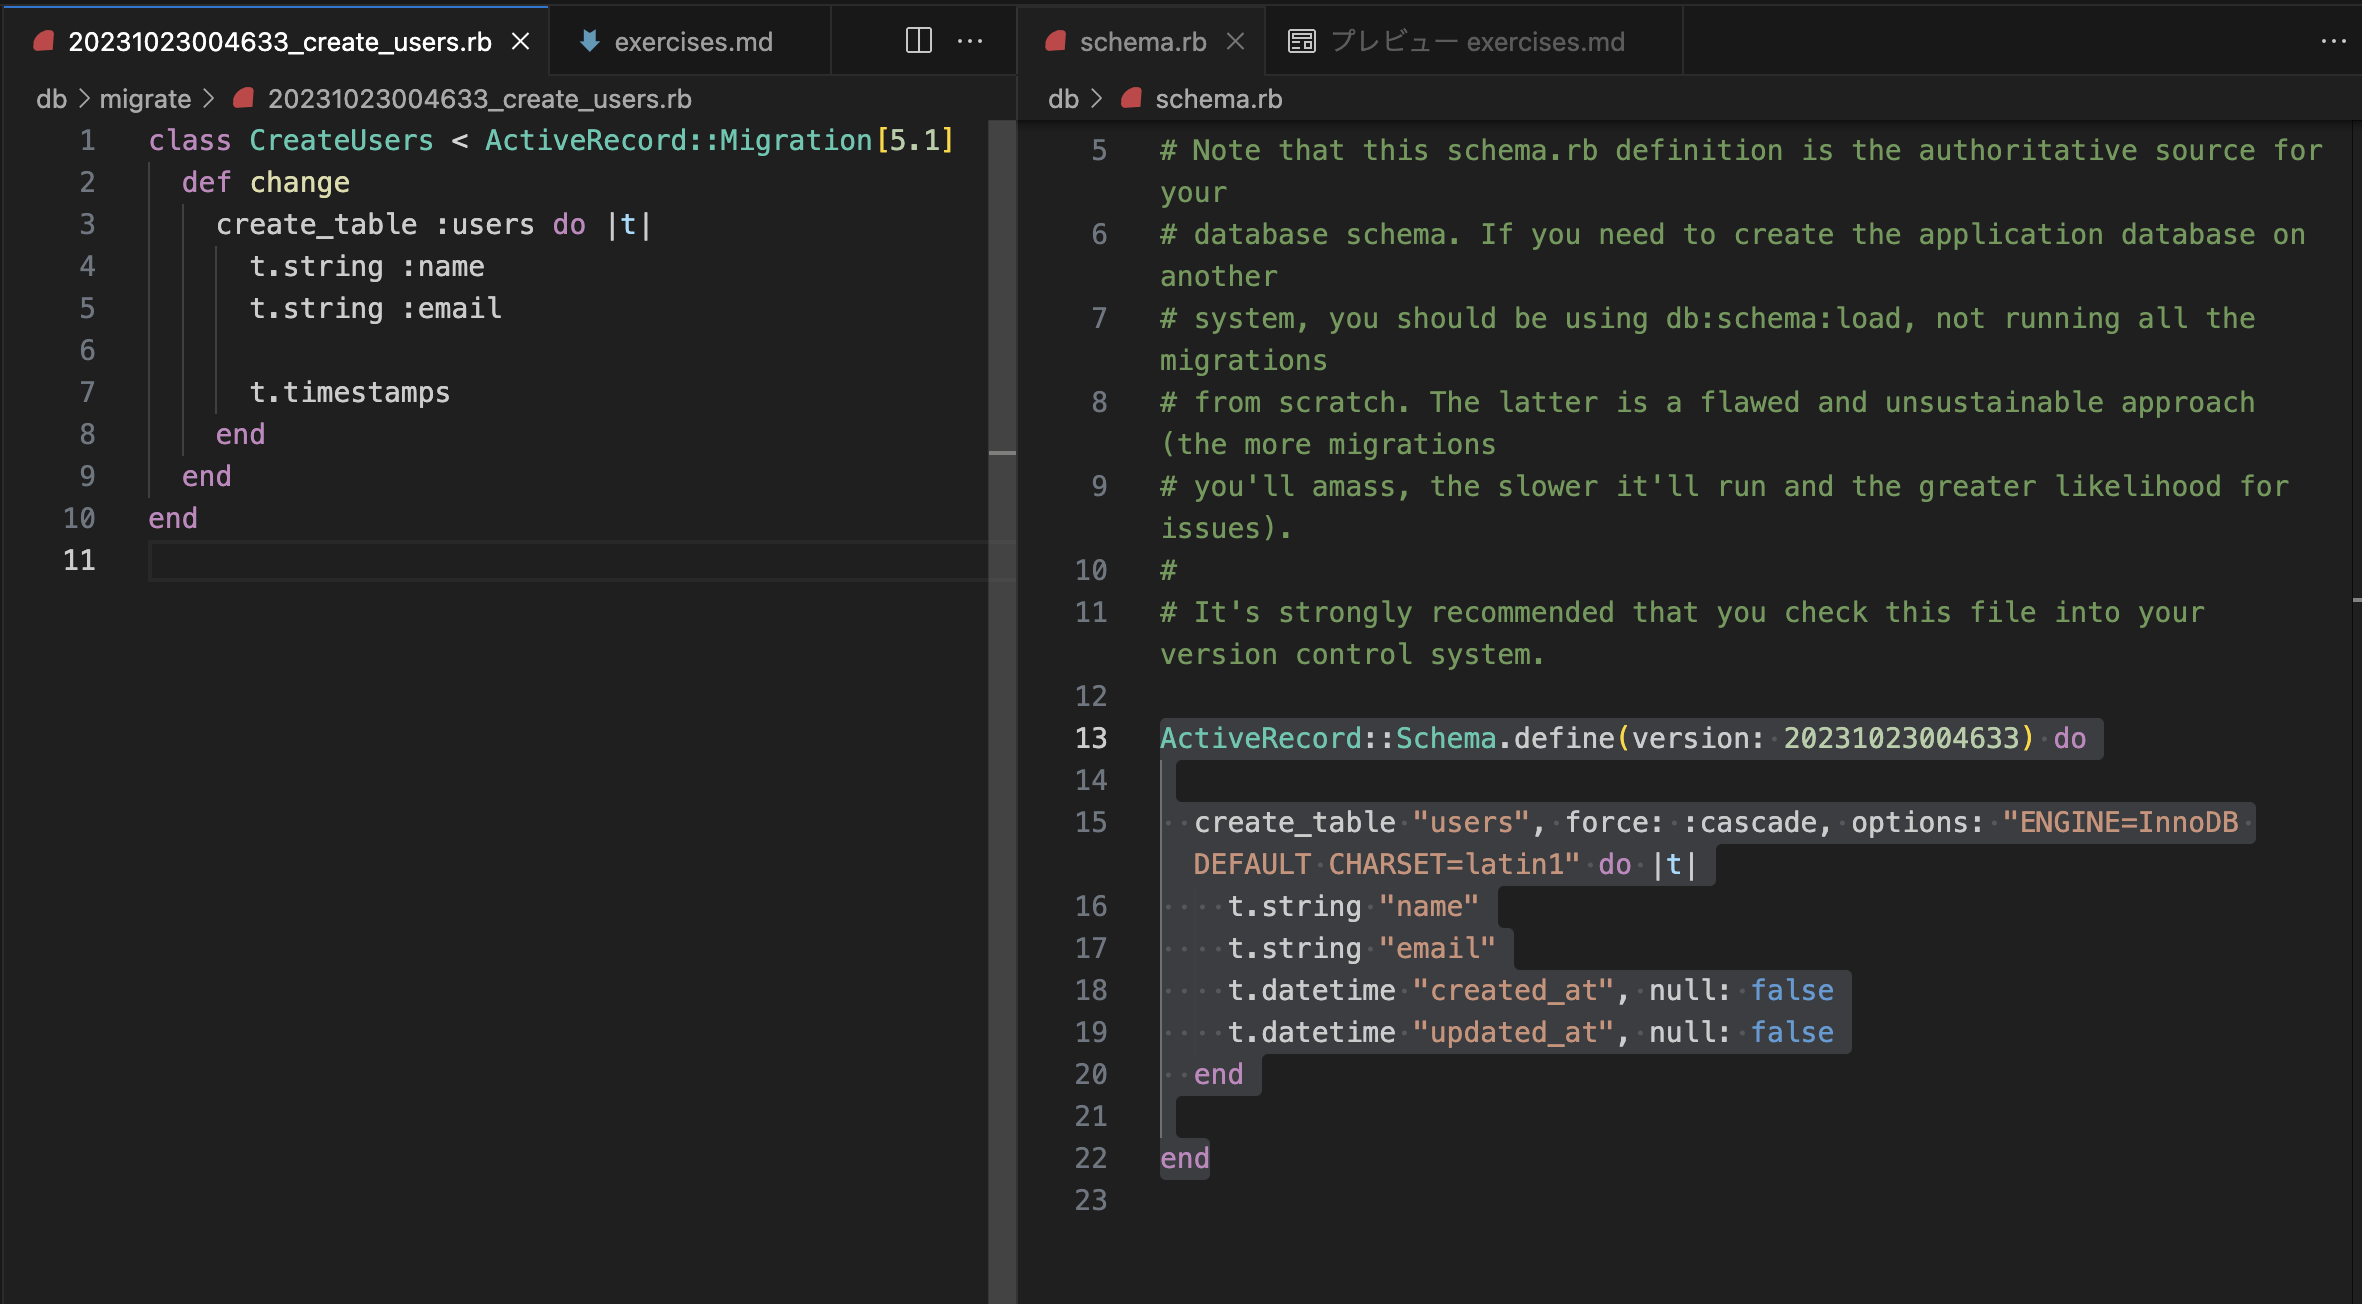 20231023004633_create_users.rb
exercises.md
db > migrate > 20231023004633_create_users.rb
1 class CreateUsers < ActiveRecord::Migration[5.1]
2 def change
3 create_table :users do |t|
4 t.string :name
5 t.string :email
6
7 t.timestamps
8 end
9 end
10 end
11
schema.rb
プレビュー exercises.md
db > schema.rb
5 # Note that this schema.rb definition is the authoritative source for
your
6 # database schema. If you need to create the application database on
another
7 # system, you should be using db:schema:load, not running all the
migrations
8 # from scratch. The latter is a flawed and unsustainable approach
(the more migrations
9 # you'll amass, the slower it'll run and the greater likelihood for
issues).
10 #
11 # It's strongly recommended that you check this file into your
version control system.
12
13 ActiveRecord::Schema.define(version: 20231023004633) do
14
15 create_table "users", force: :cascade, options: "ENGINE=InnoDB
DEFAULT CHARSET=latin1" do |t|
16 t.string "name"
17 t.string "email"
18 t.datetime "created_at", null: false
19 t.datetime "updated_at", null: false
20 end
21
22 end
23